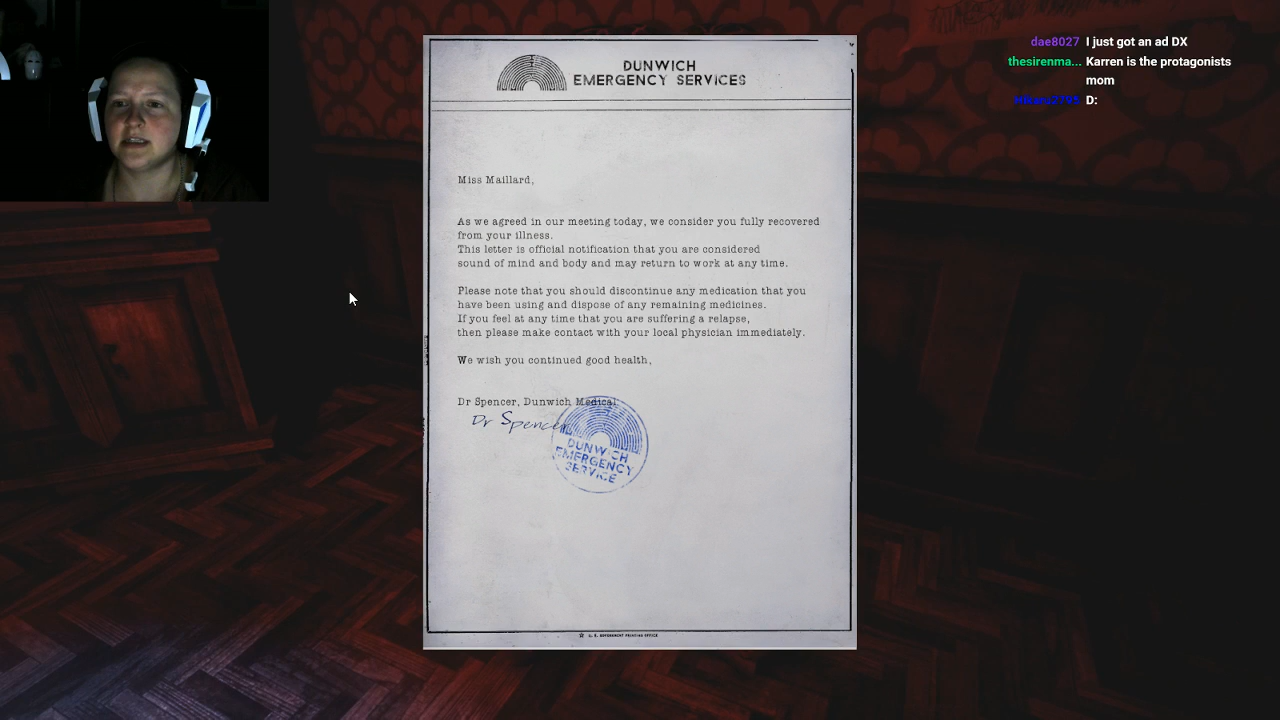 DUNWICH
EMERGENCY SERVICES
Miss Maillard,
As we agreed in our meeting today, we consider you fully recovered
from your illness.
This letter is official notification that you are considered
sound of mind and body and may return to work at any time.
Please note that you should discontinue any medication that you
have been using and dispose of any remaining medicines.
If you feel at any time that you are suffering a relapse,
then please make contact with your local physician immediately.
We wish you continued good health,
Dr Spencer, Dunwich Medical
Dr Spencer
DUNWICH
EMERGENCY
SERVICE
U. S. GOVERNMENT PRINTING OFFICE
dae8027 I just got an ad DX
thesirenma... Karren is the protagonists
mom
Hikaru2795 D: